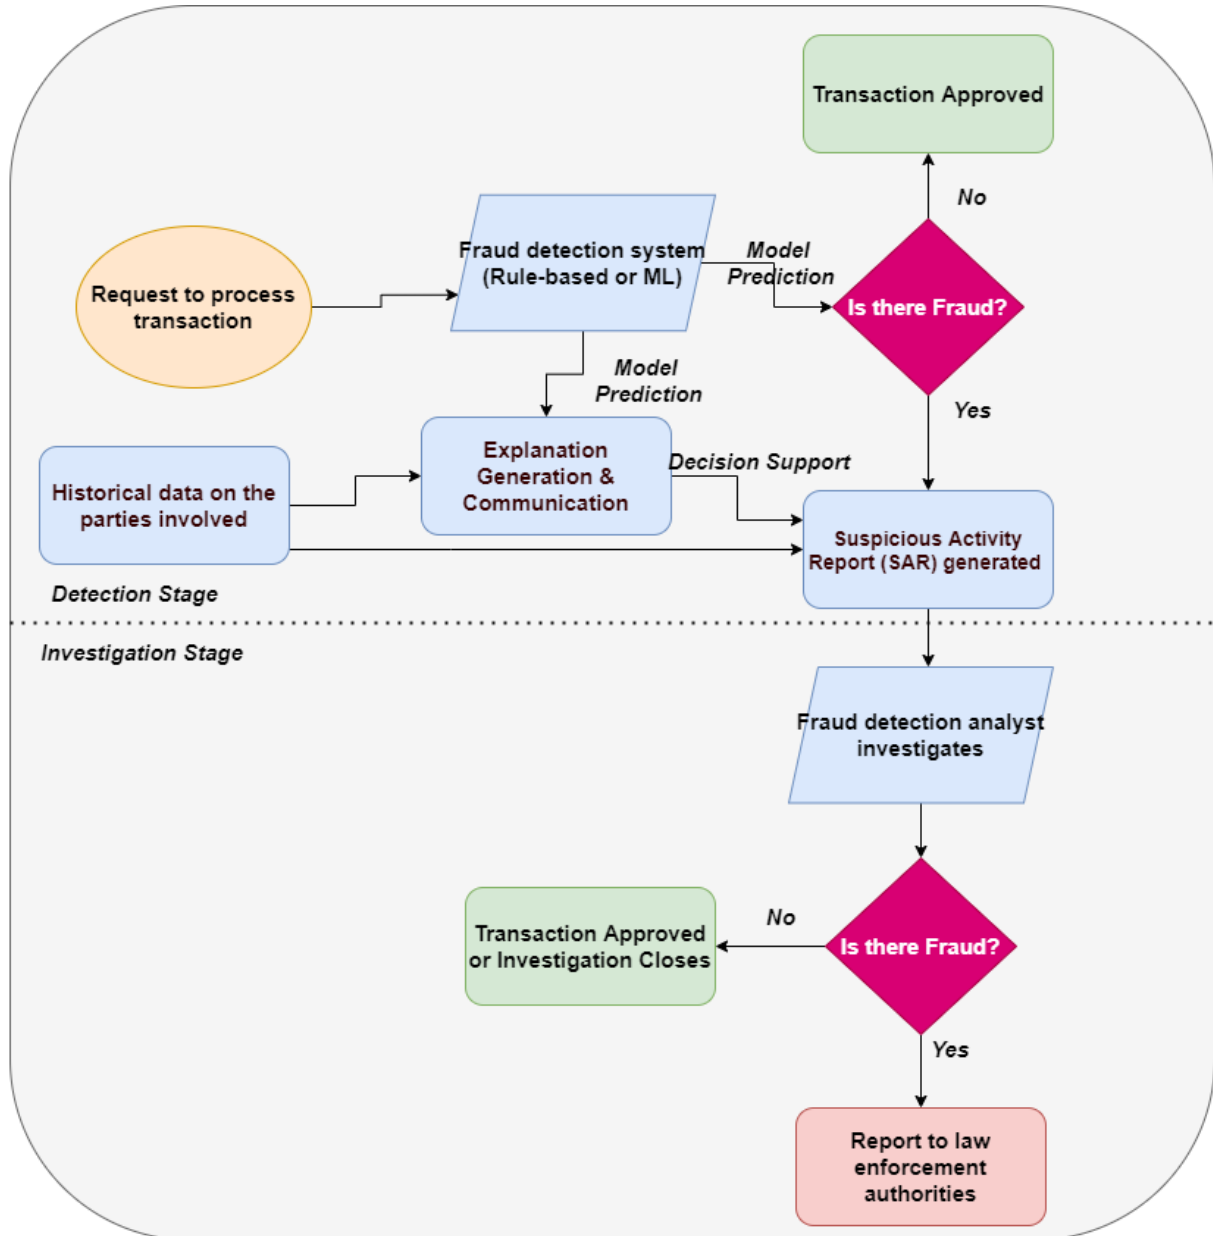 Transaction Approved
No
Fraud detection system
(Rule-based or ML)
Model
Prediction
Request to process
transaction
Is there Fraud?
Model
Prediction
Yes
Explanation
Generation &
Communication
Decision Support
Historical data on the
parties involved
Suspicious Activity
Report (SAR) generated
Detection Stage
Investigation Stage
Fraud detection analyst
investigates
No
Is there Fraud?
Transaction Approved
or Investigation Closes
Yes
Report to law
enforcement
authorities